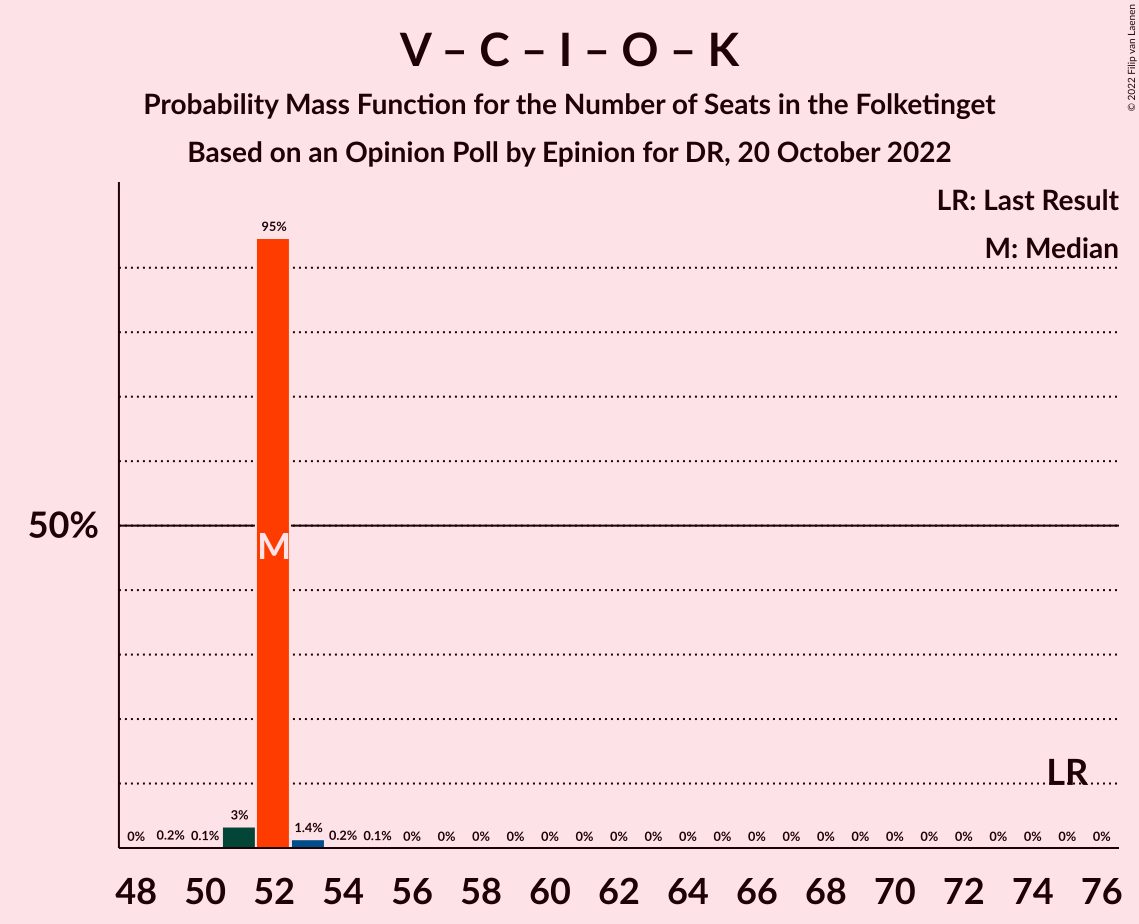 V – C – I – O – K
Probability Mass Function for the Number of Seats in the Folketinget
Based on an Opinion Poll by Epinion for DR, 20 October 2022
© 2022 Filip van Laenen
LR: Last Result
M: Median
95%
50%
M
LR
0% 0.2% 0.1% 3% 1.4% 0.2% 0.1% 0% 0% 0% 0% 0% 0% 0% 0% 0% 0% 0% 0% 0% 0% 0% 0% 0% 0% 0% 0% 0%
48 50 52 54 56 58 60 62 64 66 68 70 72 74 76